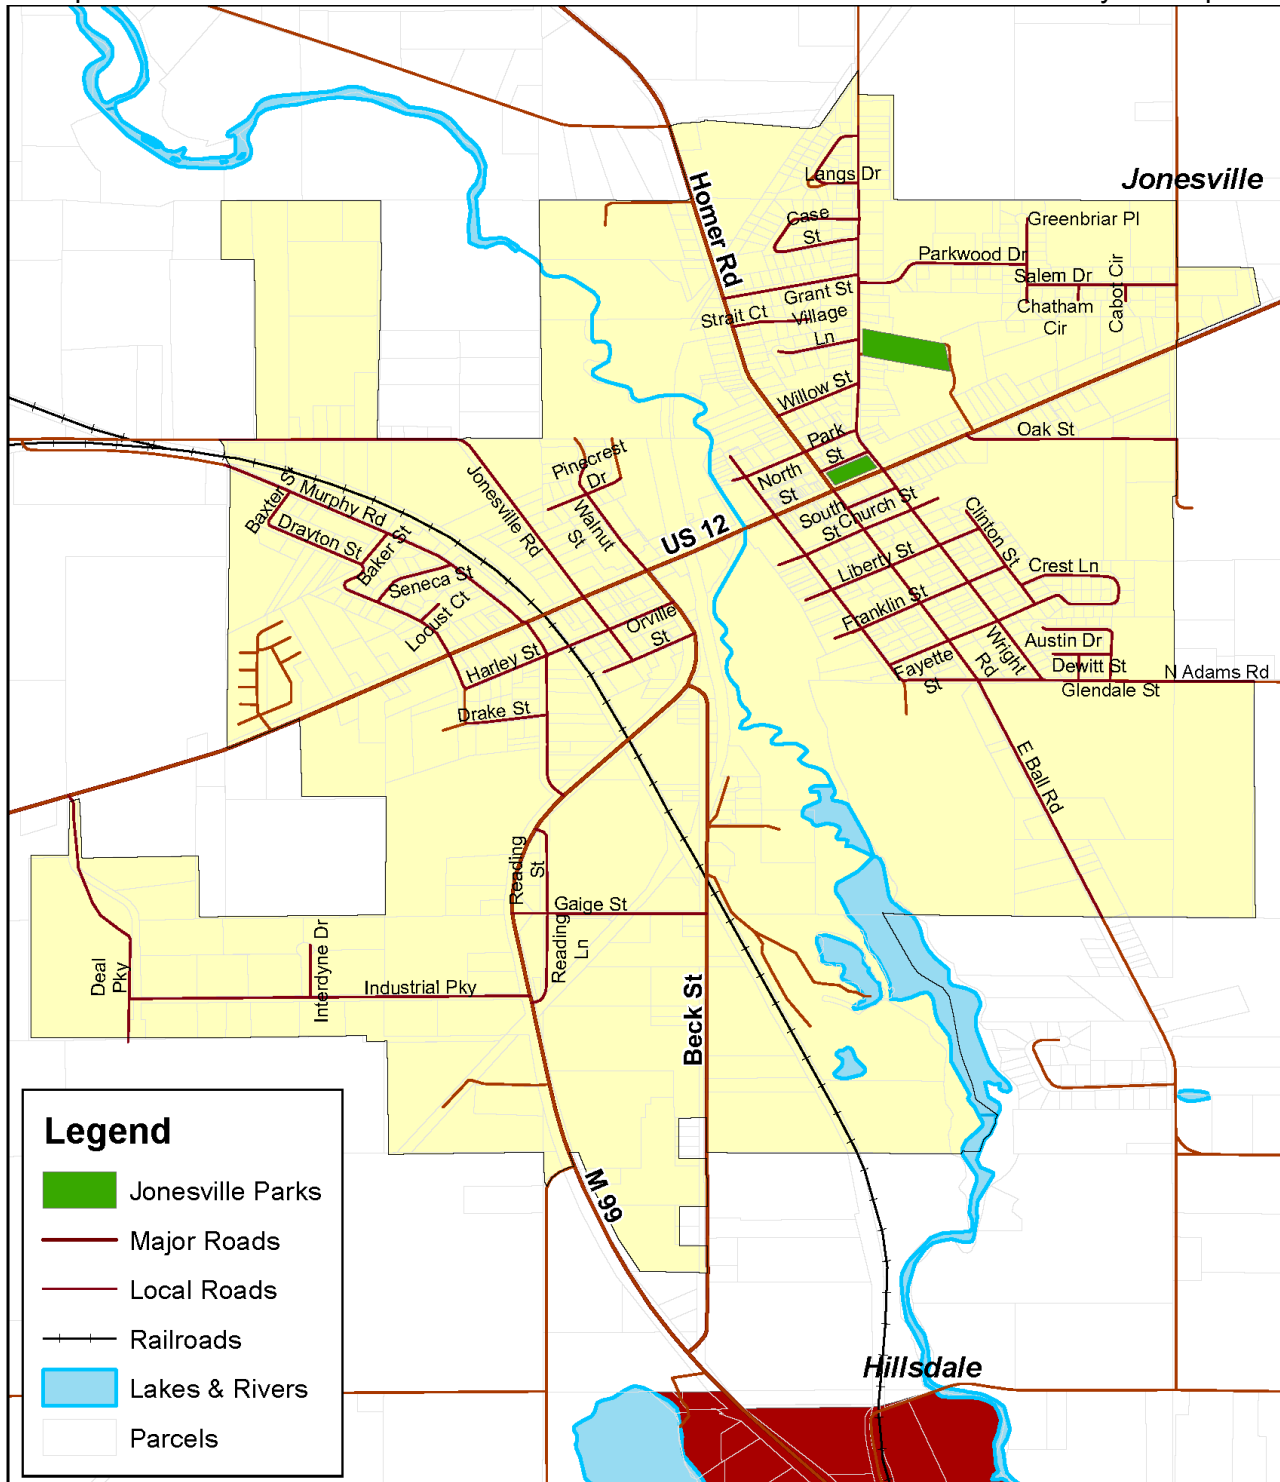 Langs Dr
Jonesville
Homer Rd
Case
St
Greenbriar Pl
Parkwood Dr
Salem Dr
Cabot Cir
Chatham
Cir
Grant St
Strait Ct
Village
Ln
Willow St
Park
St
Oak St
North
St
Pinecrest
Dr
Jonesville Rd
Walnut
St
US 12
South
St
Church St
Clinton St
Baxter St
Murphy Rd
Drayton St
Baker St
Seneca St
Locust Ct
Liberty St
Crest Ln
Franklin St
Orville
St
Harley St
Austin Dr
Wright
Rd
Dewitt St
Fayette
St
N Adams Rd
Glendale St
Drake St
E Ball Rd
Reading
St
Gaige St
Reading
Ln
Deal
Pky
Interdyne Dr
Industrial Pky
Beck St
M 99
Hillsdale
Legend
Jonesville Parks
Major Roads
Local Roads
Railroads
Lakes & Rivers
Parcels